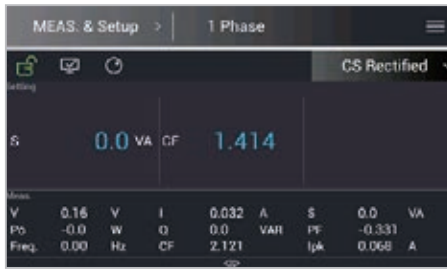 MEAS. & Setup > 1 Phase
CS Rectified
Setting
S 0.0 VA CF 1.414
Meas.
V 0.16 V I 0.032 A S 0.0 VA
Po -0.0 W Q 0.0 VAR PF -0.331
Freq. 0.00 Hz CF 2.121 Ipk 0.068 A